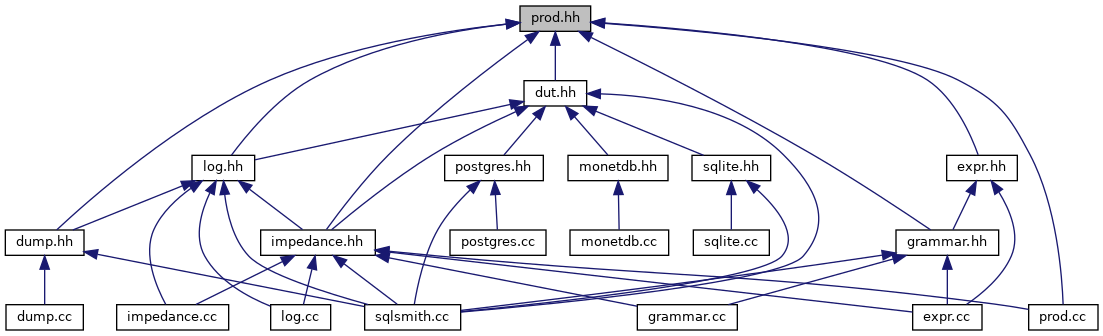 prod.hh
dut.hh
log.hh
postgres.hh
monetdb.hh
sqlite.hh
expr.hh
dump.hh
impedance.hh
postgres.cc
monetdb.cc
sqlite.cc
grammar.hh
dump.cc
impedance.cc
log.cc
sqlsmith.cc
grammar.cc
expr.cc
prod.cc